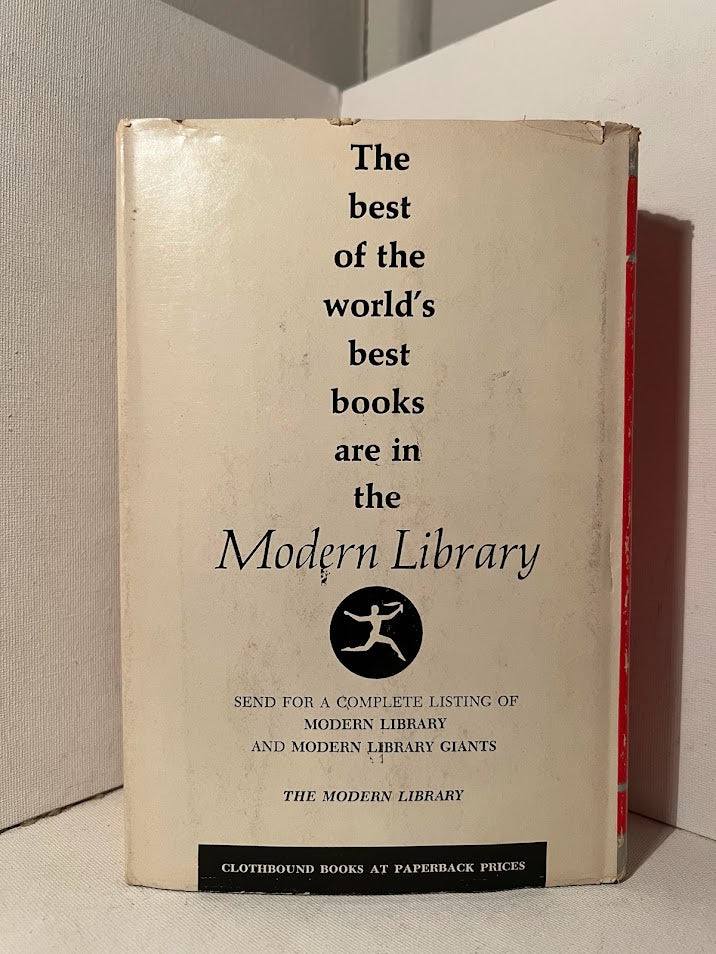 The
best
of the
world's
best
books
are in
the
Modern Library
SEND FOR A COMPLETE LISTING OF
MODERN LIBRARY
AND MODERN LIBRARY GIANTS
THE MODERN LIBRARY
CLOTHBOUND BOOKS AT PAPERBACK PRICES